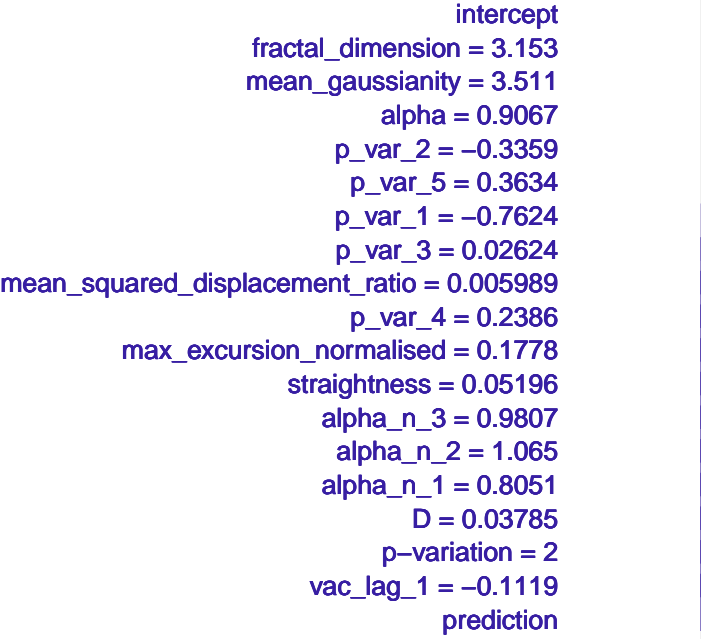 intercept
fractal_dimension = 3.153
mean_gaussianity = 3.511
alpha = 0.9067
p_var_2 = −0.3359
p_var_5 = 0.3634
p_var_1 = −0.7624
p_var_3 = 0.02624
mean_squared_displacement_ratio = 0.005989
p_var_4 = 0.2386
max_excursion_normalised = 0.1778
straightness = 0.05196
alpha_n_3 = 0.9807
alpha_n_2 = 1.065
alpha_n_1 = 0.8051
D = 0.03785
p−variation = 2
vac_lag_1 = −0.1119
prediction